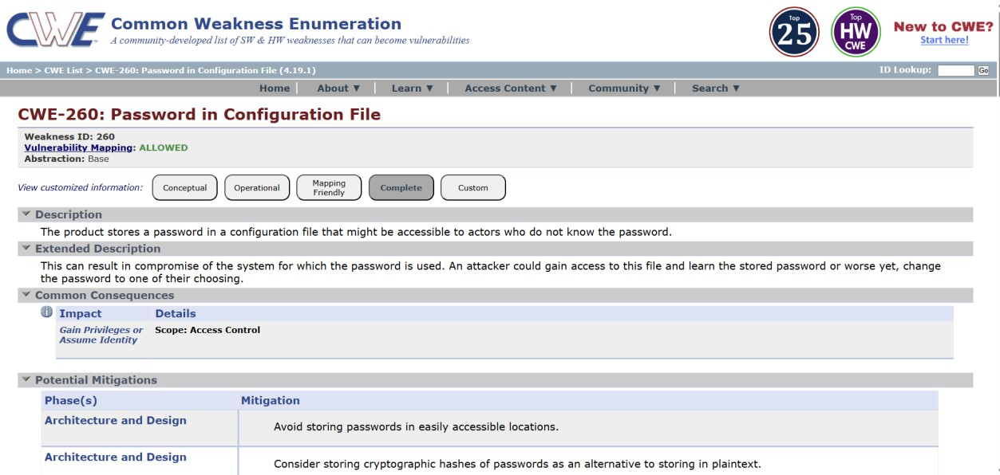 CWE
Common Weakness Enumeration
A community-developed list of SW & HW weaknesses that can become vulnerabilities
Top
25
Top
HW
CWE
New to CWE?
Start here!
Home > CWE List > CWE-260: Password in Configuration File (4.19.1)
ID Lookup:
Go
Home
About ▼
Learn ▼
Access Content ▼
Community ▼
Search ▼
CWE-260: Password in Configuration File
Weakness ID: 260
Vulnerability Mapping: ALLOWED
Abstraction: Base
View customized information:
Conceptual
Operational
Mapping
Friendly
Complete
Custom
Description
The product stores a password in a configuration file that might be accessible to actors who do not know the password.
Extended Description
This can result in compromise of the system for which the password is used. An attacker could gain access to this file and learn the stored password or worse yet, change
the password to one of their choosing.
Common Consequences
Impact Details
Gain Privileges or Scope: Access Control
Assume Identity
Potential Mitigations
Phase(s) Mitigation
Architecture and Design
Avoid storing passwords in easily accessible locations.
Architecture and Design
Consider storing cryptographic hashes of passwords as an alternative to storing in plaintext.